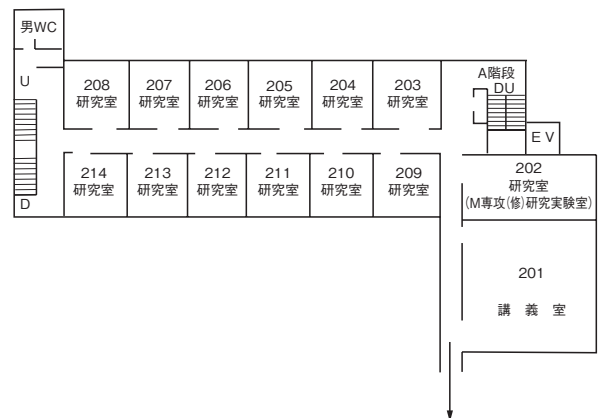 男WC
U
208
研究室
207
研究室
206
研究室
205
研究室
204
研究室
203
研究室
A階段
DU
EV
214
研究室
213
研究室
212
研究室
211
研究室
210
研究室
209
研究室
202
研究室
(M専攻(修)研究実験室)
D
201
講義室